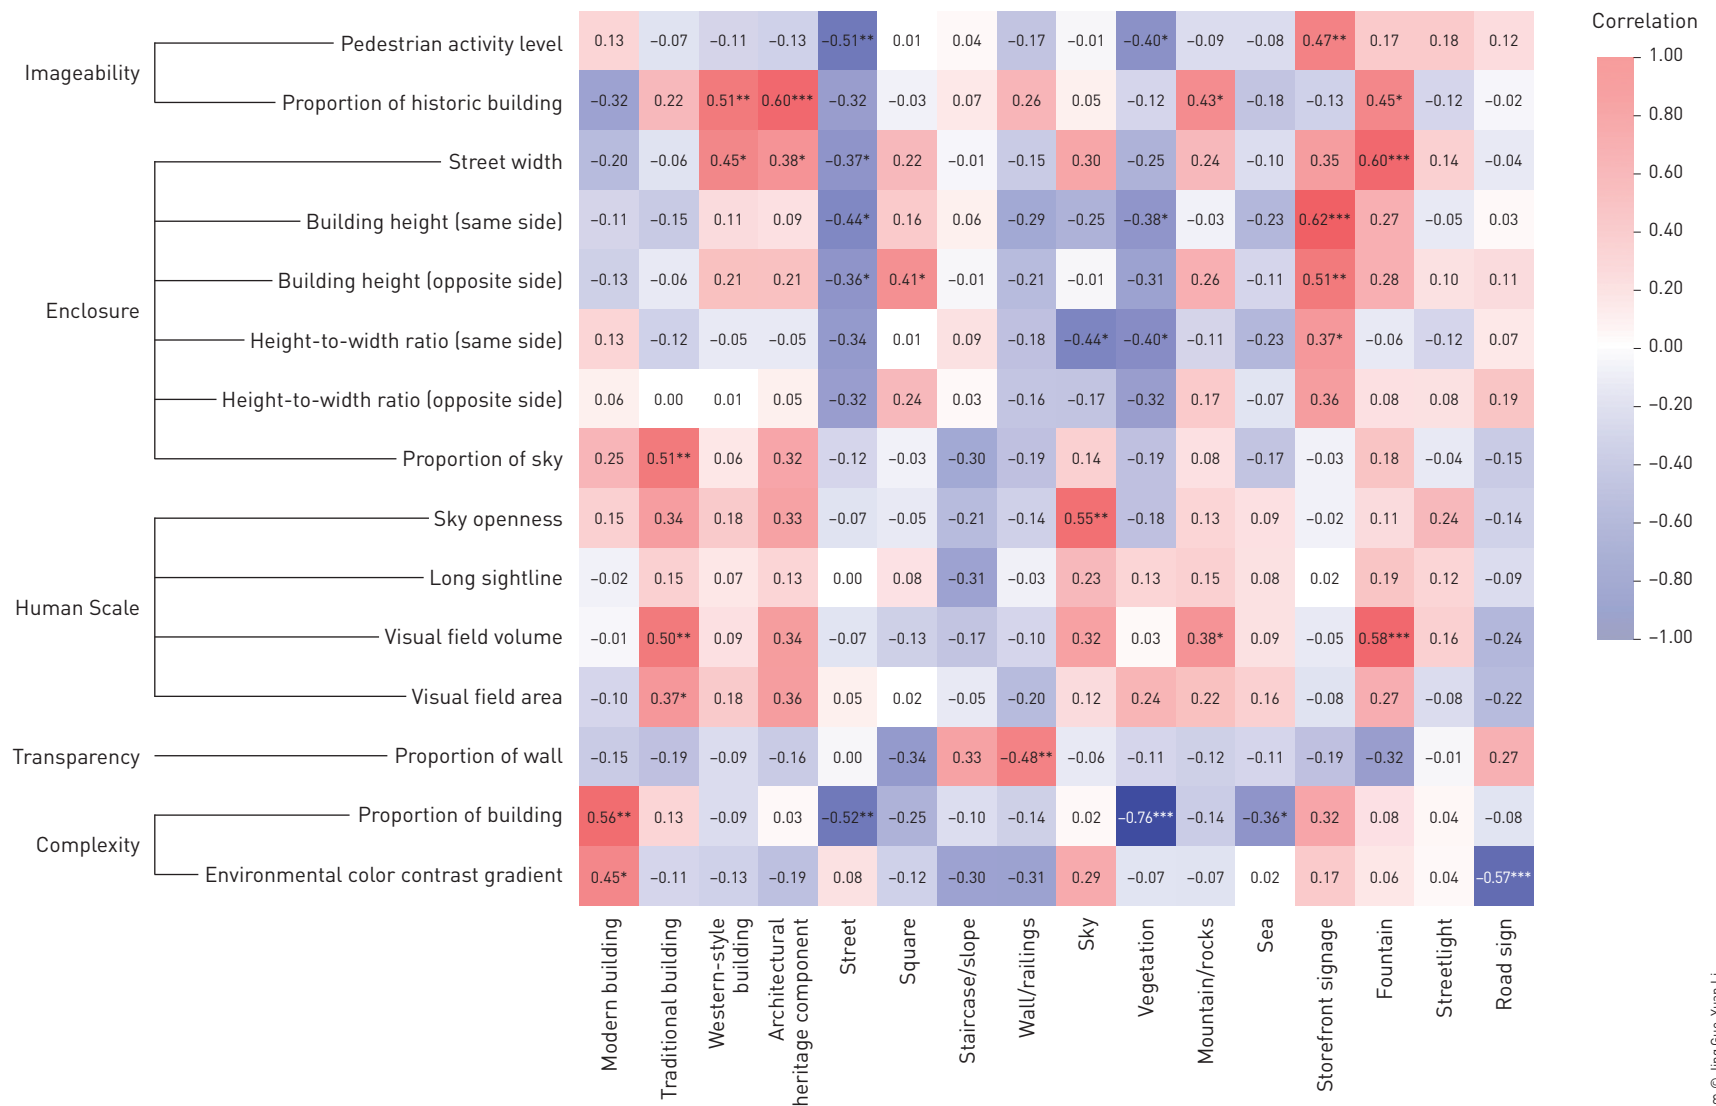 Correlation
Pedestrian activity level 0.13 −0.07 −0.11 −0.13 −0.51** 0.01 0.04 −0.17 −0.01 −0.40* −0.09 −0.08 0.47** 0.17 0.18 0.12
Imageability
Proportion of historic building −0.32 0.22 0.51** 0.60*** −0.32 −0.03 0.07 0.26 0.05 −0.12 0.43* −0.18 −0.13 0.45* −0.12 −0.02
Street width −0.20 −0.06 0.45* 0.38* −0.37* 0.22 −0.01 −0.15 0.30 −0.25 0.24 −0.10 0.35 0.60*** 0.14 −0.04
Building height (same side) −0.11 −0.15 0.11 0.09 −0.44* 0.16 0.06 −0.29 −0.25 −0.38* −0.03 −0.23 0.62*** 0.27 −0.05 0.03
Building height (opposite side) −0.13 −0.06 0.21 0.21 −0.36* 0.41* −0.01 −0.21 −0.01 −0.31 0.26 −0.11 0.51** 0.28 0.10 0.11
Enclosure
Height-to-width ratio (same side) 0.13 −0.12 −0.05 −0.05 −0.34 0.01 0.09 −0.18 −0.44* −0.40* −0.11 −0.23 0.37* −0.06 −0.12 0.07
Height-to-width ratio (opposite side) 0.06 0.00 0.01 0.05 −0.32 0.24 0.03 −0.16 −0.17 −0.32 0.17 −0.07 0.36 0.08 0.08 0.19
Proportion of sky 0.25 0.51** 0.06 0.32 −0.12 −0.03 −0.30 −0.19 0.14 −0.19 0.08 −0.17 −0.03 0.18 −0.04 −0.15
Sky openness 0.15 0.34 0.18 0.33 −0.07 −0.05 −0.21 −0.14 0.55** −0.18 0.13 0.09 −0.02 0.11 0.24 −0.14
Long sightline −0.02 0.15 0.07 0.13 0.00 0.08 −0.31 −0.03 0.23 0.13 0.15 0.08 0.02 0.19 0.12 −0.09
Human Scale
Visual field volume −0.01 0.50** 0.09 0.34 −0.07 −0.13 −0.17 −0.10 0.32 0.03 0.38* 0.09 −0.05 0.58*** 0.16 −0.24
Visual field area −0.10 0.37* 0.18 0.36 0.05 0.02 −0.05 −0.20 0.12 0.24 0.22 0.16 −0.08 0.27 −0.08 −0.22
Transparency
Proportion of wall −0.15 −0.19 −0.09 −0.16 0.00 −0.34 0.33 −0.48** −0.06 −0.11 −0.12 −0.11 −0.19 −0.32 −0.01 0.27
Proportion of building 0.56** 0.13 −0.09 0.03 −0.52** −0.25 −0.10 −0.14 0.02 −0.76*** −0.14 −0.36* 0.32 0.08 0.04 −0.08
Complexity
Environmental color contrast gradient 0.45* −0.11 −0.13 −0.19 0.08 −0.12 −0.30 −0.31 0.29 −0.07 −0.07 0.02 0.17 0.06 0.04 −0.57***
Modern building
Traditional building
Western-style
building
Architectural
heritage component
Street
Square
Staircase/slope
Wall/railings
Sky
Vegetation
Mountain/rocks
Sea
Storefront signage
Fountain
Streetlight
Road sign
1.00
0.80
0.60
0.40
0.20
0.00
−0.20
−0.40
−0.60
−0.80
−1.00